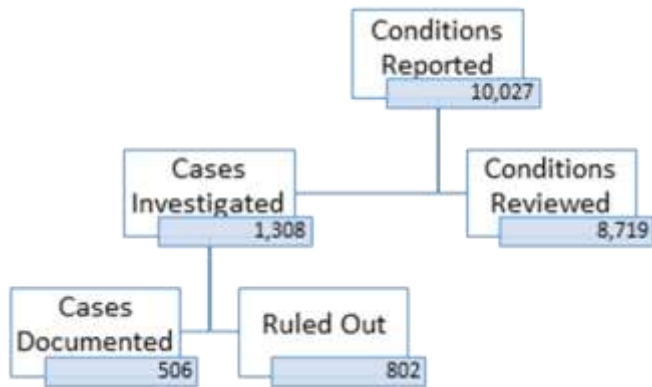 Conditions
Reported
10,027
Cases
Investigated
1,308
Conditions
Reviewed
8,719
Cases
Documented
506
Ruled Out
802